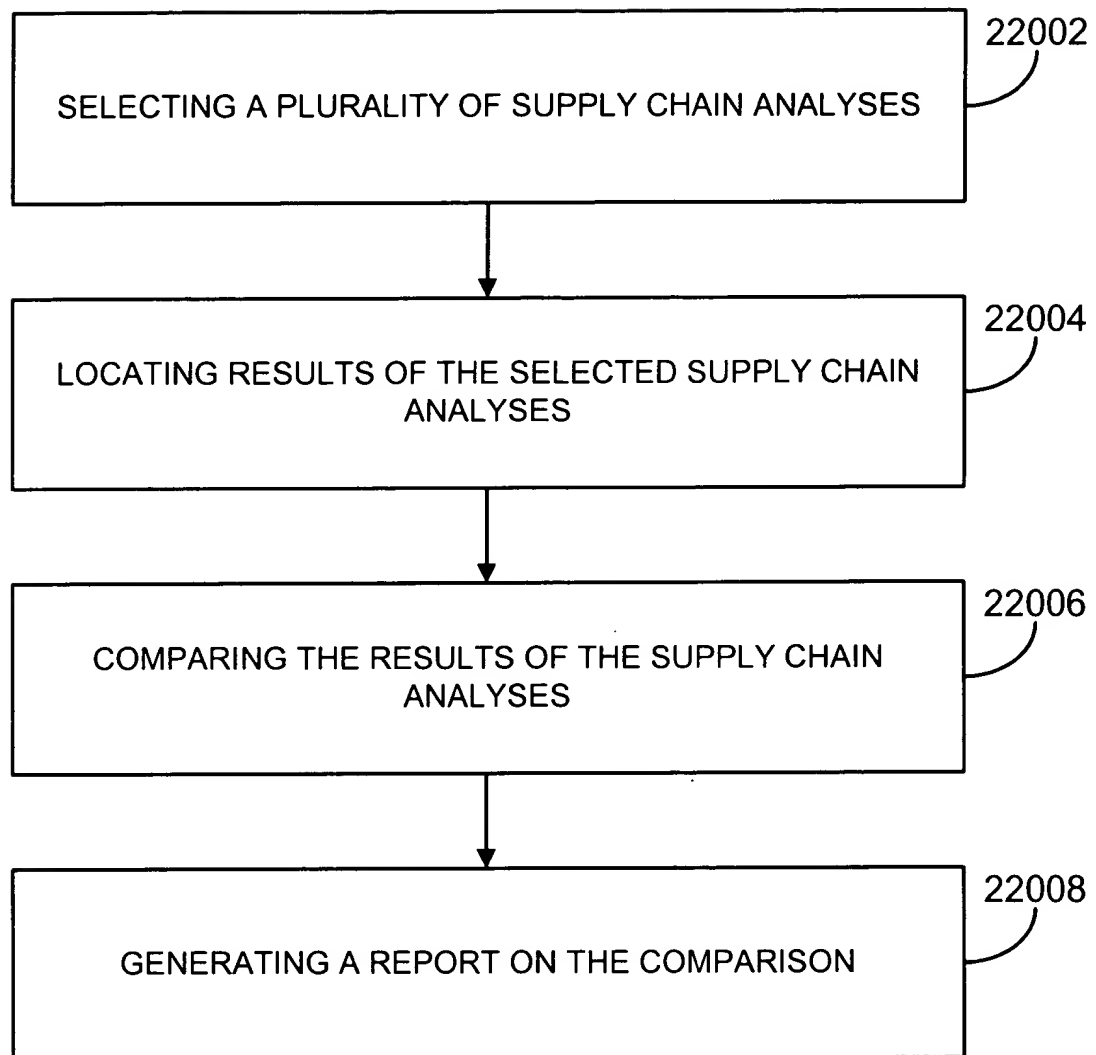 22002
SELECTING A PLURALITY OF SUPPLY CHAIN ANALYSES
22004
LOCATING RESULTS OF THE SELECTED SUPPLY CHAIN
ANALYSES
22006
COMPARING THE RESULTS OF THE SUPPLY CHAIN
ANALYSES
22008
GENERATING A REPORT ON THE COMPARISON